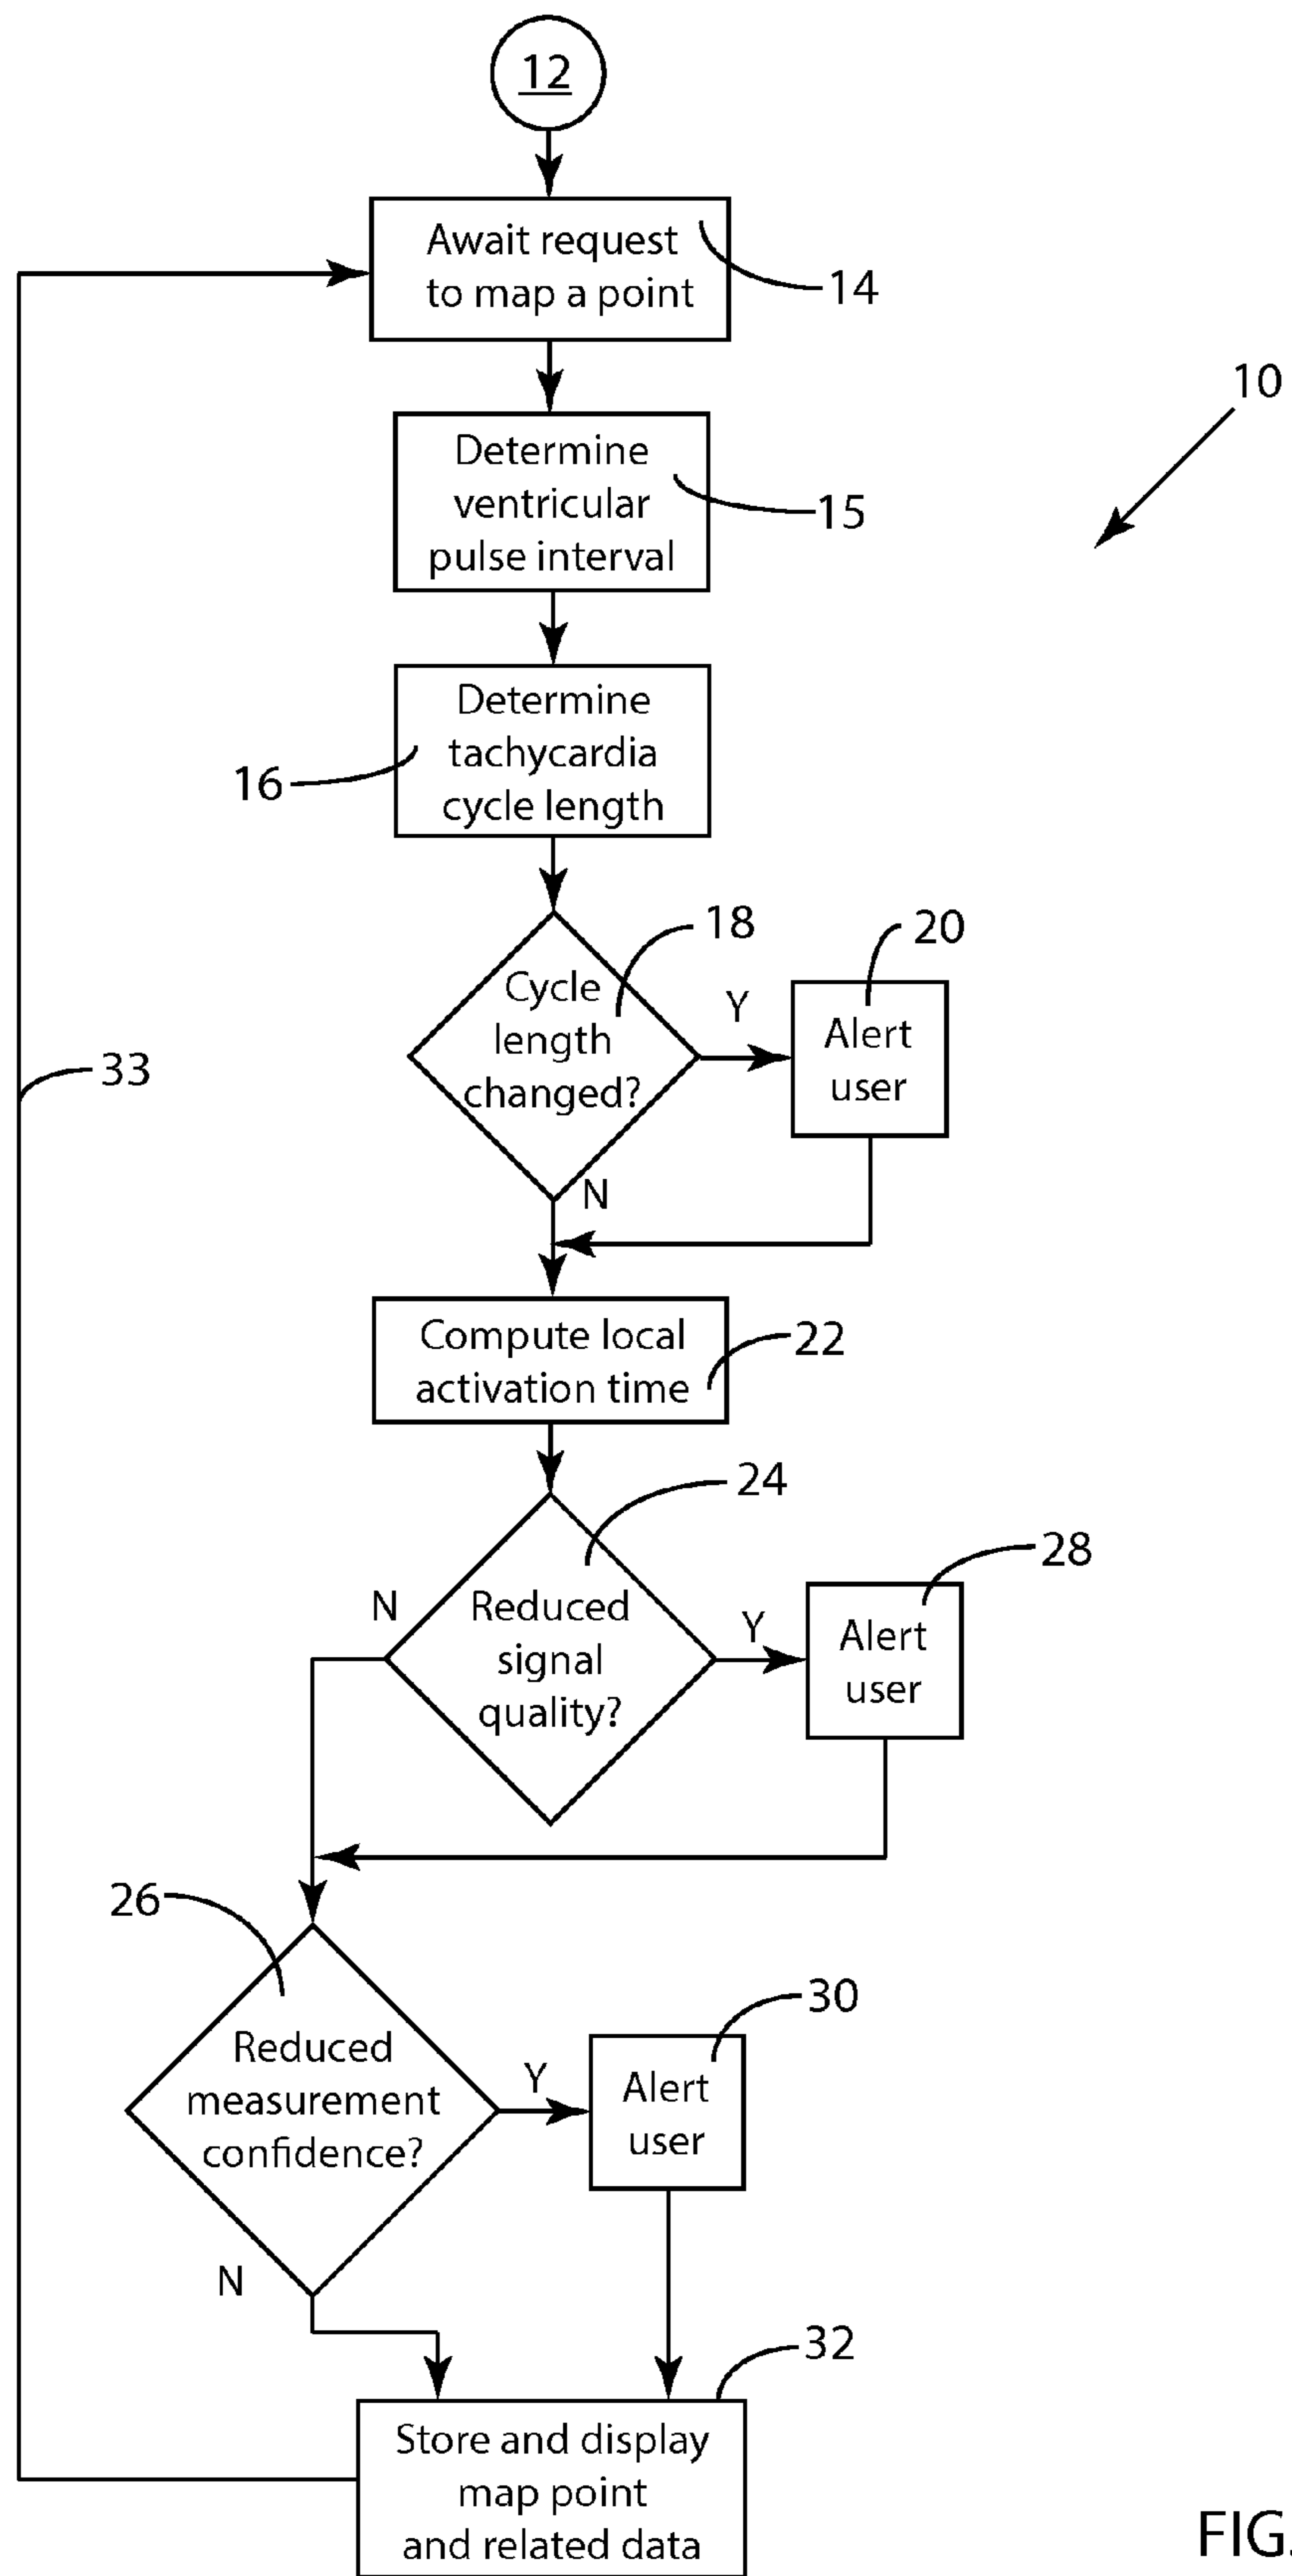 12
Await request
to map a point
14
10
Determine
ventricular
pulse interval
15
Determine
tachycardia
cycle length
16
18
20
Cycle
length
changed?
Y
Alert
user
33
N
Compute local
activation time
22
24
28
N
Reduced
signal
quality?
Y
Alert
user
26
30
Reduced
measurement
confidence?
Y
Alert
user
N
32
Store and display
map point
and related data
FIG.